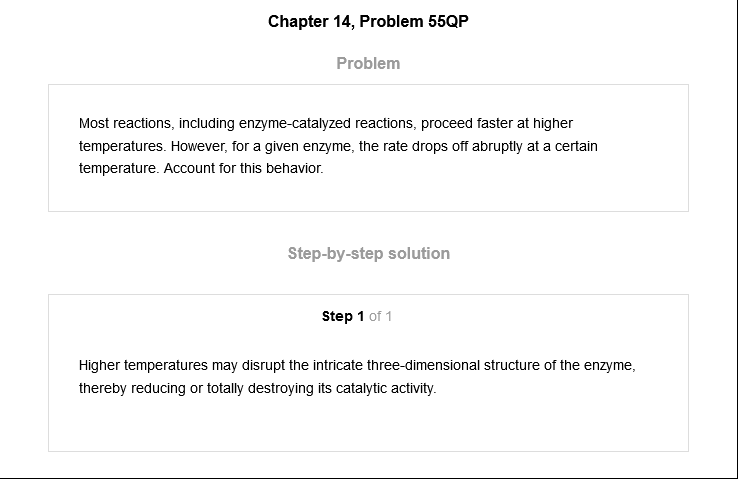 Chapter 14, Problem 55QP
Problem
Most reactions, including enzyme-catalyzed reactions, proceed faster at higher
temperatures. However, for a given enzyme, the rate drops off abruptly at a certain
temperature. Account for this behavior.
Step-by-step solution
Step 1 of 1
Higher temperatures may disrupt the intricate three-dimensional structure of the enzyme,
thereby reducing or totally destroying its catalytic activity.